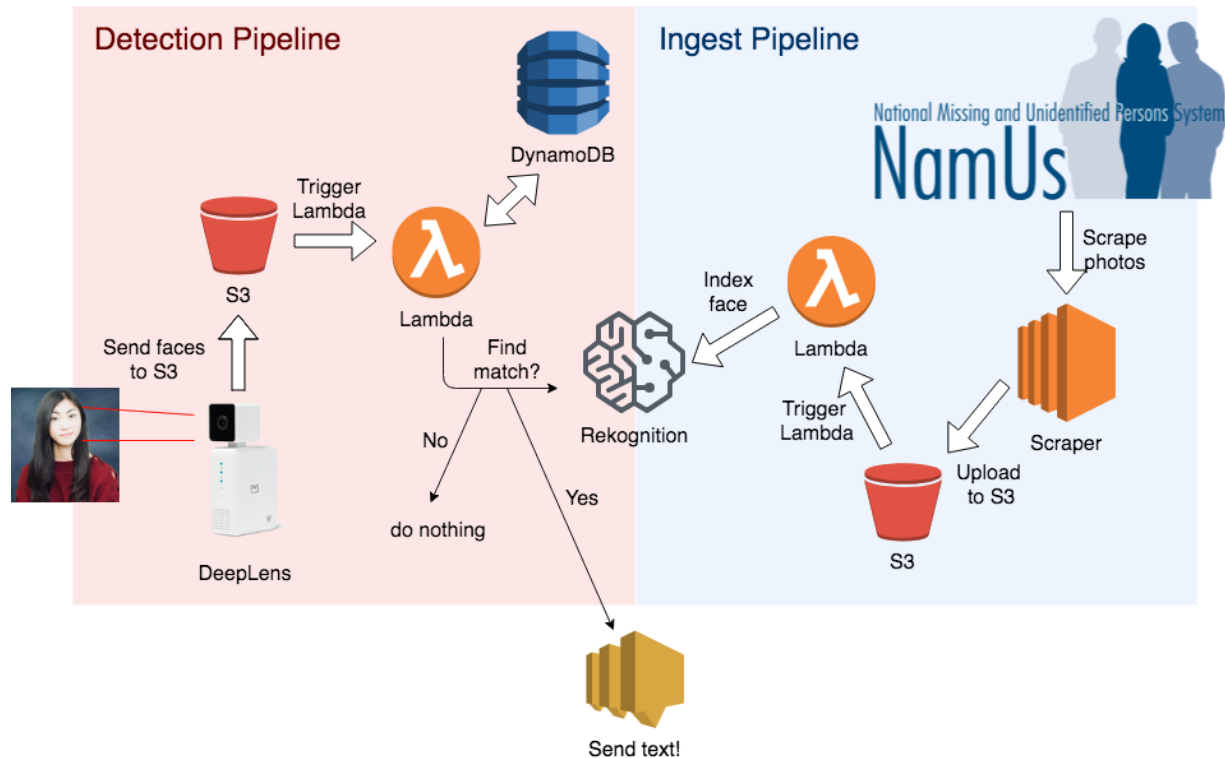 Detection Pipeline
Ingest Pipeline
National Missing and Unidentified Persons System
NamUs
DynamoDB
Trigger
Lambda
S3
Lambda
Send faces
to S3
DeepLens
Find
match?
No
do nothing
Yes
Send text!
Rekognition
Index
face
Lambda
Scrape
photos
Scraper
Upload
to S3
S3
Trigger
Lambda